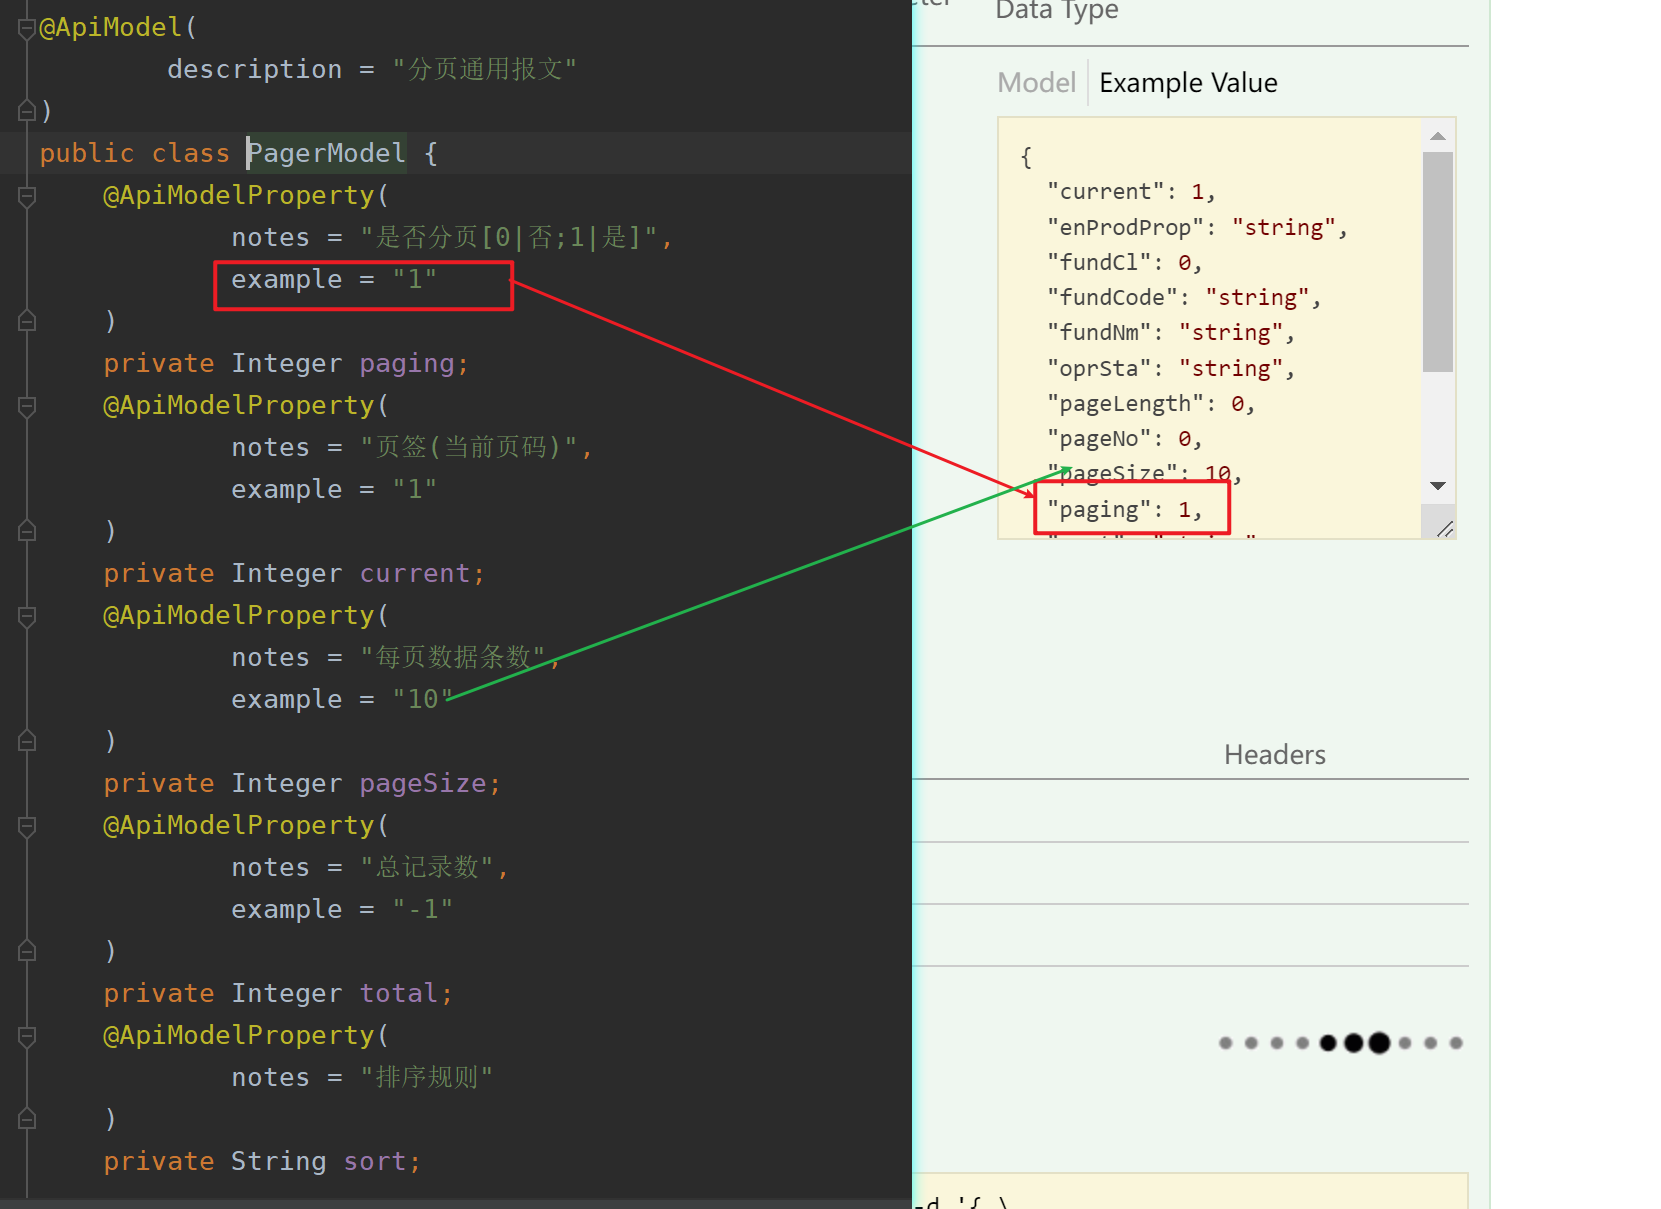 @ApiModel(
description = "分页通用报文"
)
public class PagerModel {
@ApiModelProperty(
notes = "是否分页[0|否;1|是]",
example = "1"
)
private Integer paging;
@ApiModelProperty(
notes = "页签(当前页码)",
example = "1"
)
private Integer current;
@ApiModelProperty(
notes = "每页数据条数",
example = "10"
)
private Integer pageSize;
@ApiModelProperty(
notes = "总记录数",
example = "-1"
)
private Integer total;
@ApiModelProperty(
notes = "排序规则"
)
private String sort;
Data Type
Model Example Value
{
"current": 1,
"enProdProp": "string",
"fundCl": 0,
"fundCode": "string",
"fundNm": "string",
"oprSta": "string",
"pageLength": 0,
"pageNo": 0,
"pageSize": 10,
"paging": 1,
Headers
-d '{ \